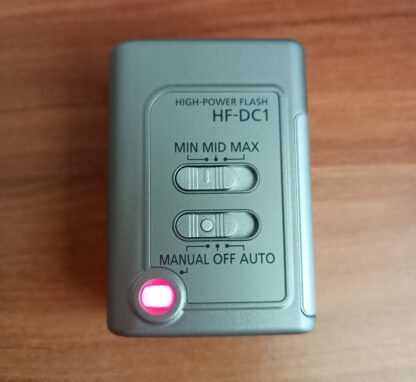 HIGH-POWER FLASH
HF-DC1
MIN MID MAX
MANUAL OFF AUTO